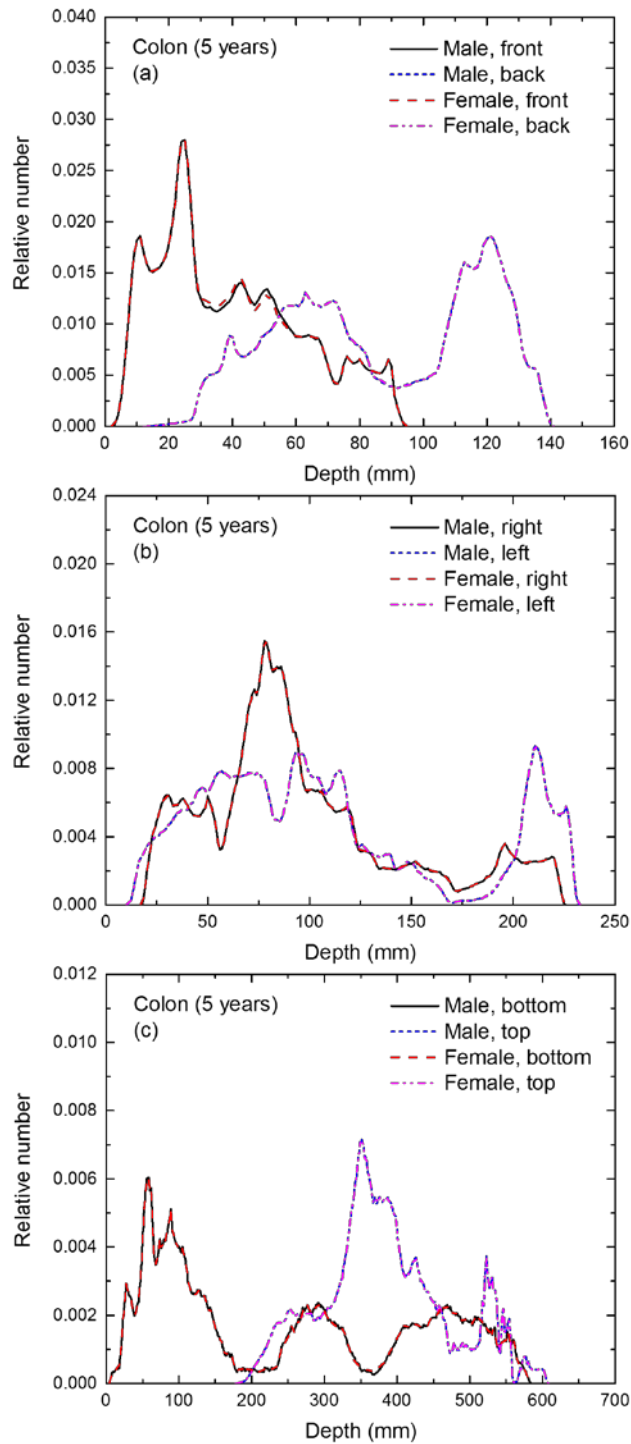 Colon (5 years)
(a)
Male, front
Male, back
Female, front
Female, back
0.040
0.035
0.030
0.025
0.020
0.015
0.010
0.005
0.000
Relative number
0 20 40 60 80 100 120 140 160
Depth (mm)
Colon (5 years)
(b)
Male, right
Male, left
Female, right
Female, left
0.024
0.020
0.016
0.012
0.008
0.004
0.000
Relative number
0 50 100 150 200 250
Depth (mm)
Colon (5 years)
(c)
Male, bottom
Male, top
Female, bottom
Female, top
0.012
0.010
0.008
0.006
0.004
0.002
0.000
Relative number
0 100 200 300 400 500 600 700
Depth (mm)